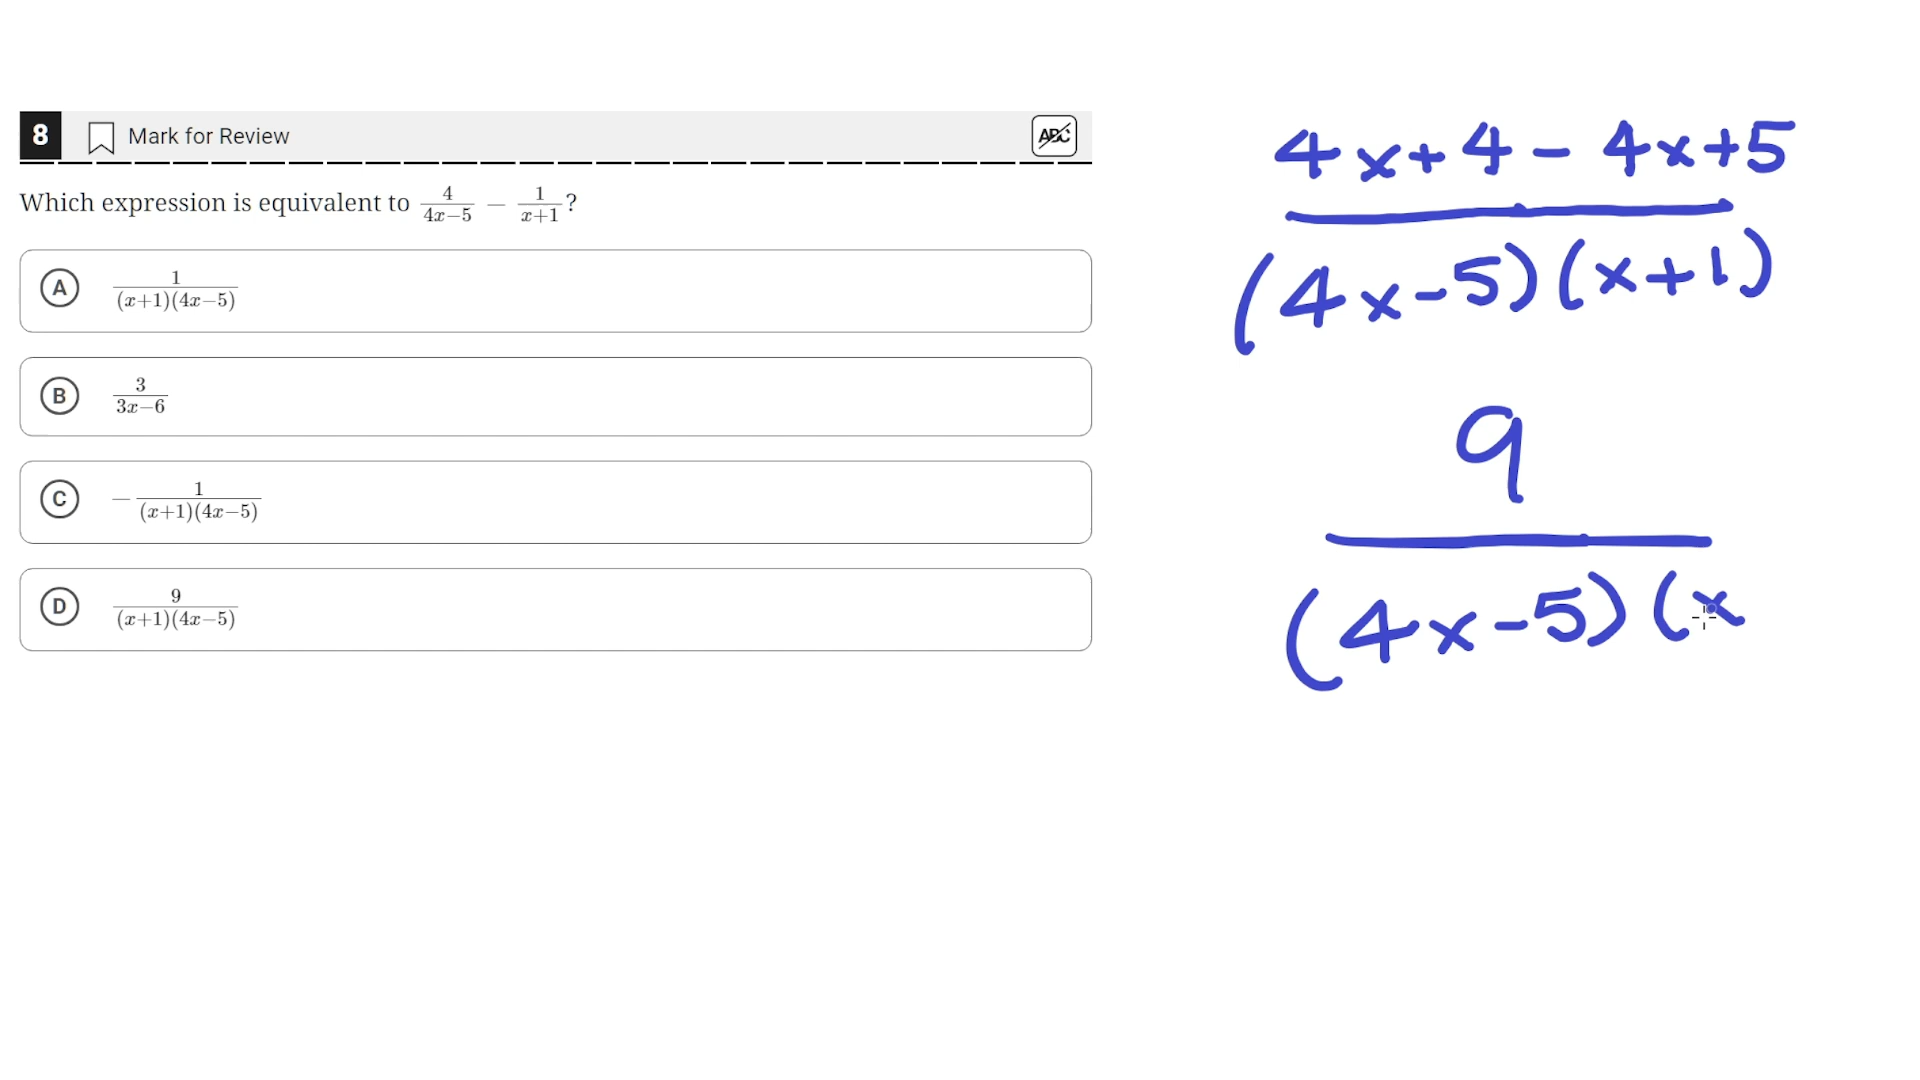 8 Mark for Review ABC
Which expression is equivalent to 4/(4x−5) − 1/(x+1)?
A 1/((x+1)(4x−5))
B 3/(3x−6)
C −1/((x+1)(4x−5))
D 9/((x+1)(4x−5))
4x+4-4x+5
(4x-5)(x+1)
9
(4x-5)(x